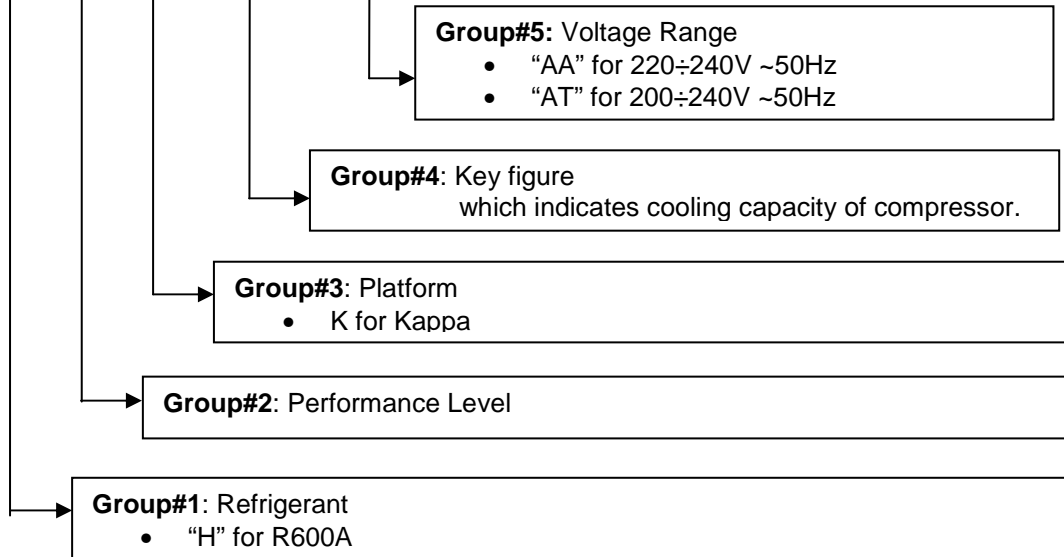 Group#5: Voltage Range
• “AA” for 220÷240V ~50Hz
• “AT” for 200÷240V ~50Hz
Group#4: Key figure
which indicates cooling capacity of compressor.
Group#3: Platform
• K for Kappa
Group#2: Performance Level
Group#1: Refrigerant
• “H” for R600A